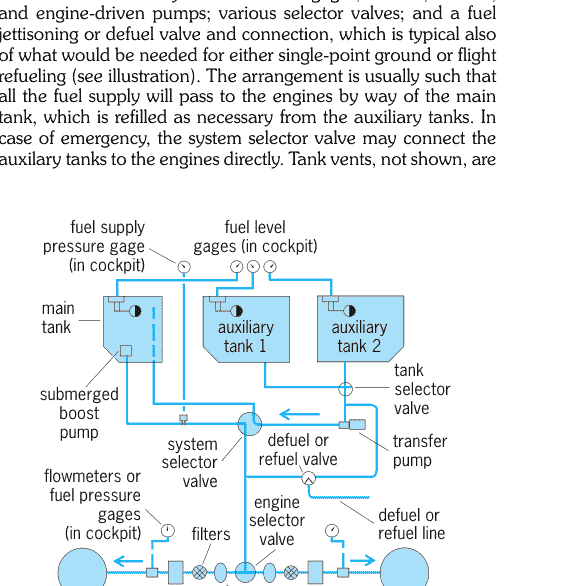 and engine-driven pumps; various selector valves; and a fuel
jettisoning or defuel valve and connection, which is typical also
of what would be needed for either single-point ground or flight
refueling (see illustration). The arrangement is usually such that
all the fuel supply will pass to the engines by way of the main
tank, which is refilled as necessary from the auxiliary tanks. In
case of emergency, the system selector valve may connect the
auxilary tanks to the engines directly. Tank vents, not shown, are
fuel supply
pressure gage
(in cockpit)
fuel level
gages (in cockpit)
main
tank
auxiliary
tank 1
auxiliary
tank 2
tank
selector
valve
submerged
boost
pump
system
selector
valve
defuel or
refuel valve
transfer
pump
flowmeters or
fuel pressure
gages
(in cockpit)
filters
engine
selector
valve
defuel or
refuel line